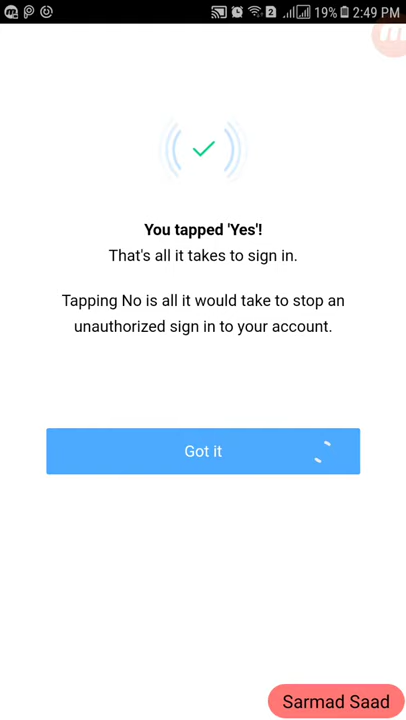 2 19% 2:49 PM
You tapped 'Yes'!
That's all it takes to sign in.
Tapping No is all it would take to stop an
unauthorized sign in to your account.
Got it
Sarmad Saad